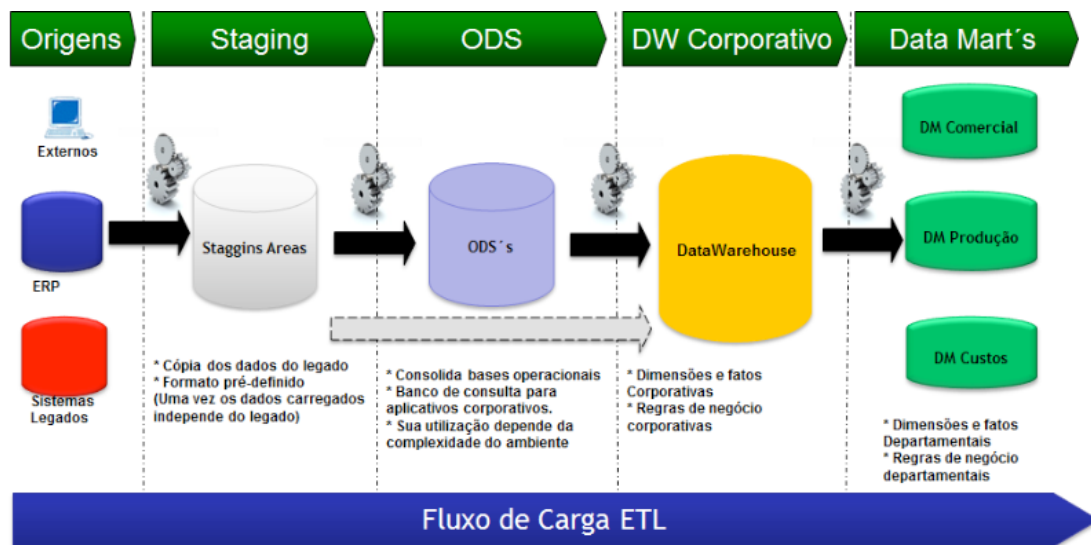 Origens
Staging
ODS
DW Corporativo
Data Mart´s
Externos
ERP
Sistemas
Legados
Staggins Areas
ODS´s
DataWarehouse
DM Comercial
DM Produção
DM Custos
* Cópia dos dados do legado
* Formato pré-definido
(Uma vez os dados carregados
independe do legado)
* Consolida bases operacionais
* Banco de consulta para
aplicativos corporativos.
* Sua utilização depende da
complexidade do ambiente
* Dimensões e fatos
Corporativas
* Regras de negócio
corporativas
* Dimensões e fatos
Departamentais
* Regras de negócio
departamentais
Fluxo de Carga ETL